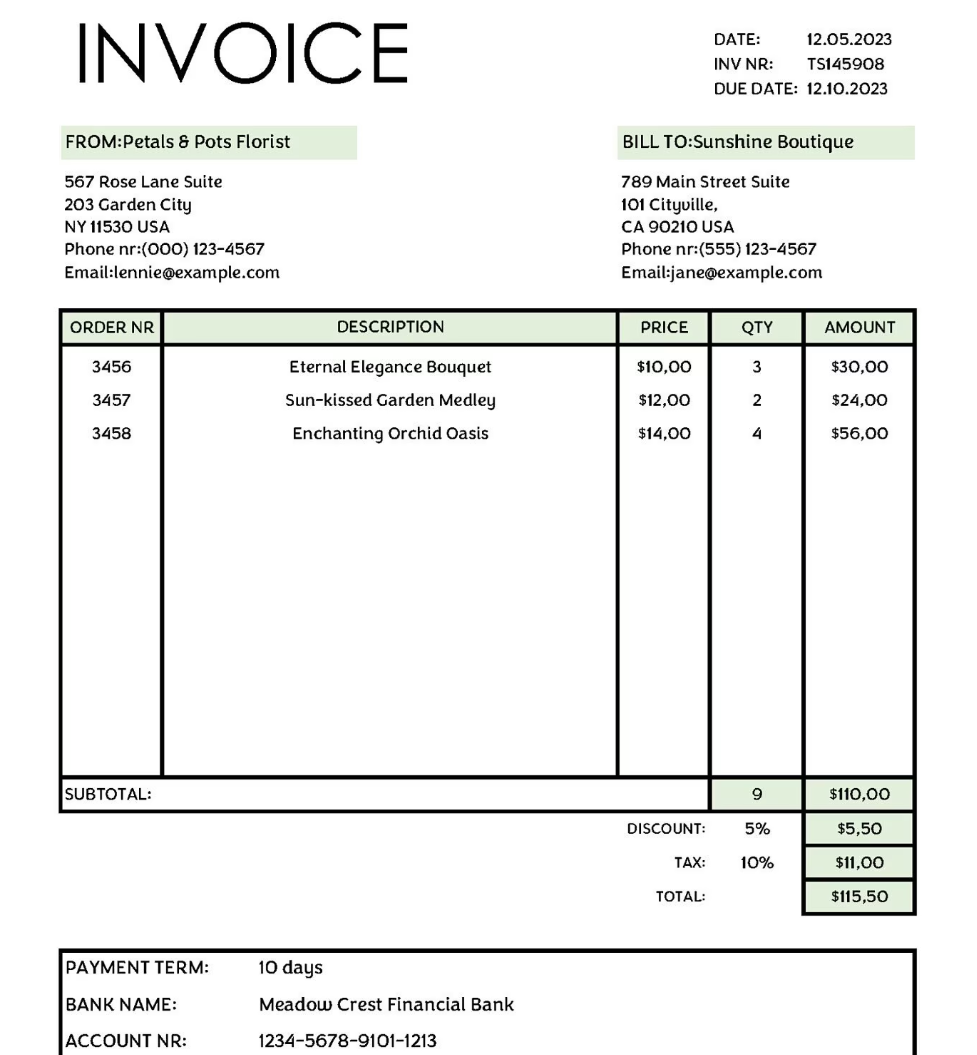 INVOICE
DATE: 12.05.2023
INV NR: TS145908
DUE DATE: 12.10.2023
FROM:Petals & Pots Florist
567 Rose Lane Suite
203 Garden City
NY 11530 USA
Phone nr:(000) 123-4567
Email:lennie@example.com
BILL TO:Sunshine Boutique
789 Main Street Suite
101 Cityville,
CA 90210 USA
Phone nr:(555) 123-4567
Email:jane@example.com
ORDER NR DESCRIPTION PRICE QTY AMOUNT
3456 Eternal Elegance Bouquet $10,00 3 $30,00
3457 Sun-kissed Garden Medley $12,00 2 $24,00
3458 Enchanting Orchid Oasis $14,00 4 $56,00
SUBTOTAL: 9 $110,00
DISCOUNT: 5% $5,50
TAX: 10% $11,00
TOTAL: $115,50
PAYMENT TERM: 10 days
BANK NAME: Meadow Crest Financial Bank
ACCOUNT NR: 1234-5678-9101-1213